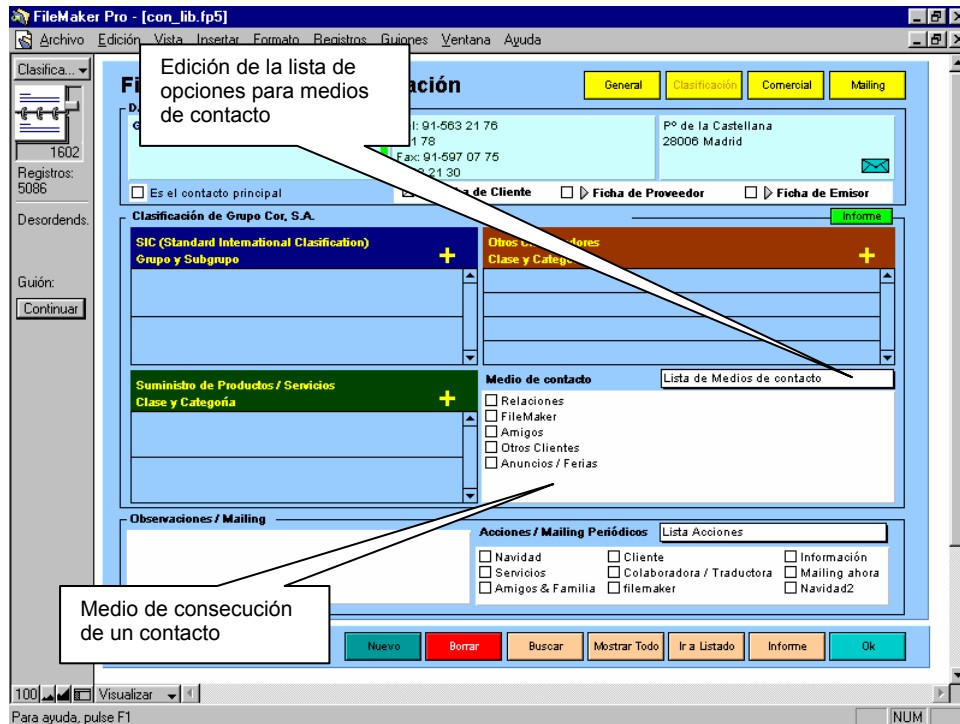 FileMaker Pro - [con_lib.fp5]
Archivo Edición Vista Insertar Formato Registros Guiones Ventana Ayuda
Clasifica...
1602
Registros:
5086
Desordends.
Guión:
Continuar
Edición de la lista de
opciones para medios
de contacto
ación
General Clasificación Comercial Mailing
91-563 21 76
Pº de la Castellana
28006 Madrid
Fax: 91-597 07 75
21 30
Es el contacto principal
de Cliente
Ficha de Proveedor
Ficha de Emisor
Clasificación de Grupo Cor, S.A.
Informe
SIC (Standard International Clasification)
Grupo y Subgrupo
+
Otros
Clase y
+
Suministro de Productos / Servicios
Clase y Categoría
+
Medio de contacto
Lista de Medios de contacto
Relaciones
FileMaker
Amigos
Otros Clientes
Anuncios / Ferias
Observaciones / Mailing
Acciones / Mailing Periódicos
Lista Acciones
Navidad Cliente Información
Servicios Colaboradora / Traductora Mailing ahora
Amigos & Familia filemaker Navidad2
Medio de consecución
de un contacto
Nuevo Borrar Buscar Mostrar Todo Ir a Listado Informe Ok
100 Visualizar
Para ayuda, pulse F1
NUM